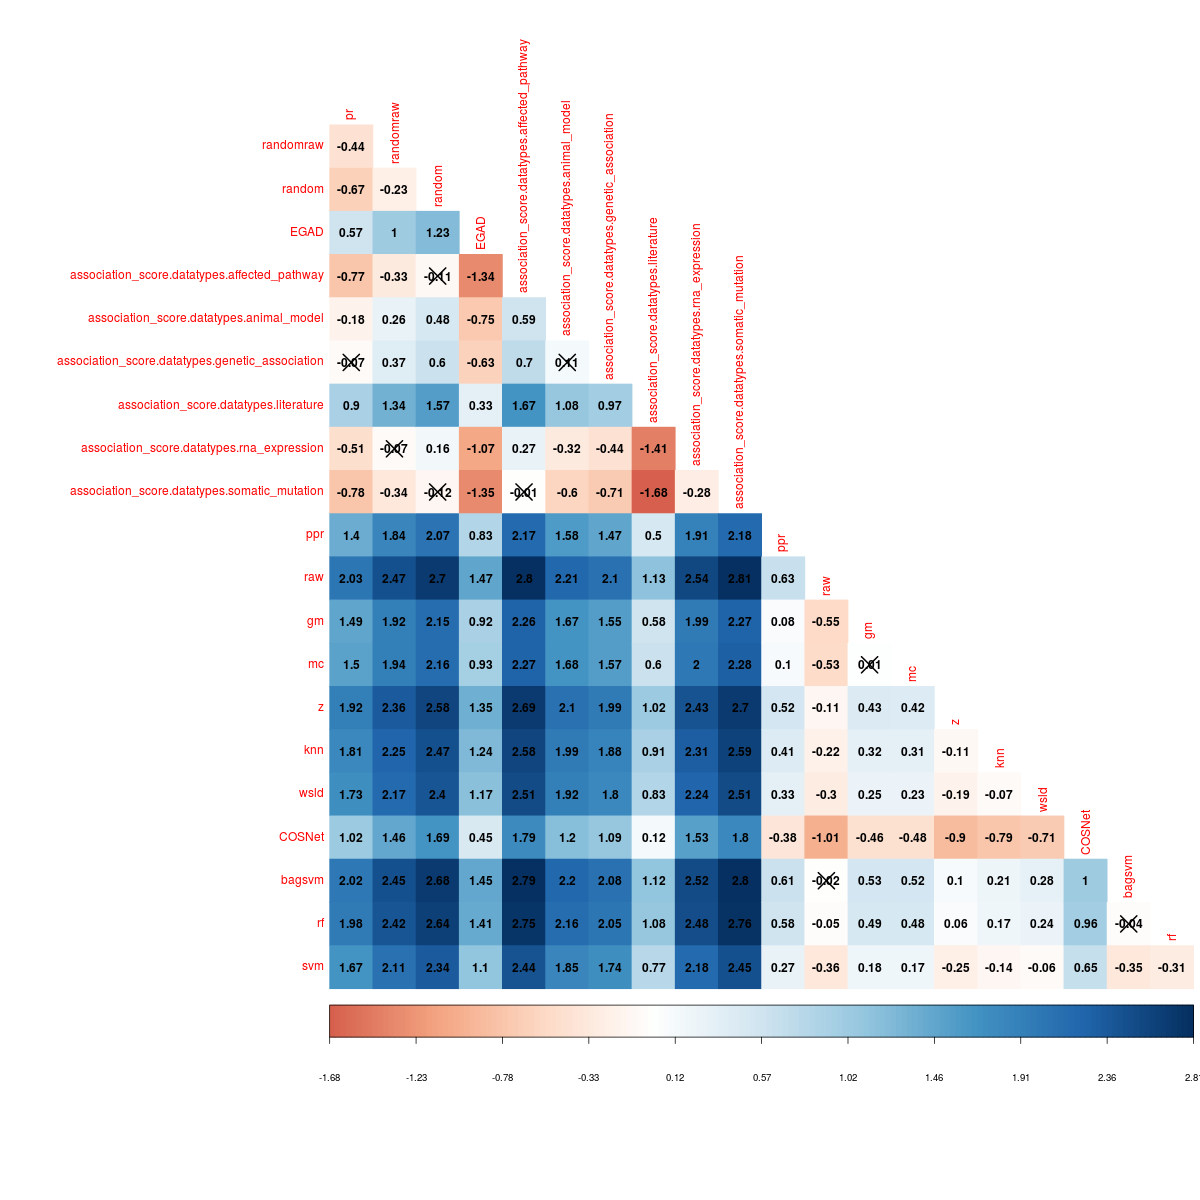 pr
randomraw
random
EGAD
association_score.datatypes.affected_pathway
association_score.datatypes.animal_model
association_score.datatypes.genetic_association
association_score.datatypes.literature
association_score.datatypes.rna_expression
association_score.datatypes.somatic_mutation
ppr
raw
gm
mc
z
knn
wsld
COSNet
bagsvm
rf
randomraw -0.44
random -0.67 -0.23
EGAD 0.57 1 1.23
association_score.datatypes.affected_pathway -0.77 -0.33 -0.11 -1.34
association_score.datatypes.animal_model -0.18 0.26 0.48 -0.75 0.59
association_score.datatypes.genetic_association -0.07 0.37 0.6 -0.63 0.7 0.11
association_score.datatypes.literature 0.9 1.34 1.57 0.33 1.67 1.08 0.97
association_score.datatypes.rna_expression -0.51 -0.07 0.16 -1.07 0.27 -0.32 -0.44 -1.41
association_score.datatypes.somatic_mutation -0.78 -0.34 -0.12 -1.35 -0.01 -0.6 -0.71 -1.68 -0.28
ppr 1.4 1.84 2.07 0.83 2.17 1.58 1.47 0.5 1.91 2.18
raw 2.03 2.47 2.7 1.47 2.8 2.21 2.1 1.13 2.54 2.81 0.63
gm 1.49 1.92 2.15 0.92 2.26 1.67 1.55 0.58 1.99 2.27 0.08 -0.55
mc 1.5 1.94 2.16 0.93 2.27 1.68 1.57 0.6 2 2.28 0.1 -0.53 0.01
z 1.92 2.36 2.58 1.35 2.69 2.1 1.99 1.02 2.43 2.7 0.52 -0.11 0.43 0.42
knn 1.81 2.25 2.47 1.24 2.58 1.99 1.88 0.91 2.31 2.59 0.41 -0.22 0.32 0.31 -0.11
wsld 1.73 2.17 2.4 1.17 2.51 1.92 1.8 0.83 2.24 2.51 0.33 -0.3 0.25 0.23 -0.19 -0.07
COSNet 1.02 1.46 1.69 0.45 1.79 1.2 1.09 0.12 1.53 1.8 -0.38 -1.01 -0.46 -0.48 -0.9 -0.79 -0.71
bagsvm 2.02 2.45 2.68 1.45 2.79 2.2 2.08 1.12 2.52 2.8 0.61 -0.02 0.53 0.52 0.1 0.21 0.28 1
rf 1.98 2.42 2.64 1.41 2.75 2.16 2.05 1.08 2.48 2.76 0.58 -0.05 0.49 0.48 0.06 0.17 0.24 0.96 -0.04
svm 1.67 2.11 2.34 1.1 2.44 1.85 1.74 0.77 2.18 2.45 0.27 -0.36 0.18 0.17 -0.25 -0.14 -0.06 0.65 -0.35 -0.31
-1.68 -1.23 -0.78 -0.33 0.12 0.57 1.02 1.46 1.91 2.36 2.81